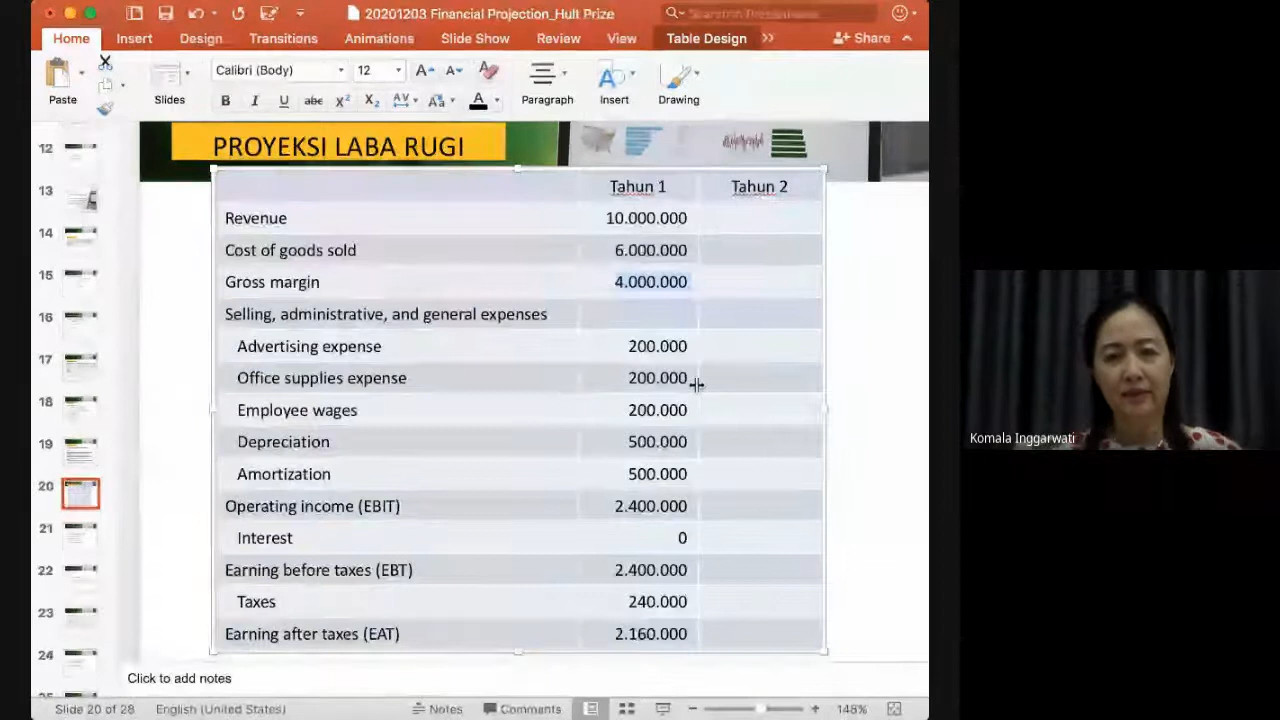 20201203 Financial Projection_Hult Prize
Home Insert Design Transitions Animations Slide Show Review View Table Design >> Share
Calibri (Body) 12
Paste Slides B I U abc X² X₂ AV Aa A Paragraph Insert Drawing
PROYEKSI LABA RUGI
Tahun 1 Tahun 2
Revenue 10.000.000
Cost of goods sold 6.000.000
Gross margin 4.000.000
Selling, administrative, and general expenses
Advertising expense 200.000
Office supplies expense 200.000
Employee wages 200.000
Depreciation 500.000
Amortization 500.000
Operating income (EBIT) 2.400.000
Interest 0
Earning before taxes (EBT) 2.400.000
Taxes 240.000
Earning after taxes (EAT) 2.160.000
12
13
14
15
16
17
18
19
20
21
22
23
24
Click to add notes
Slide 20 of 28 English (United States) Notes Comments 148%
Komala Inggarwati